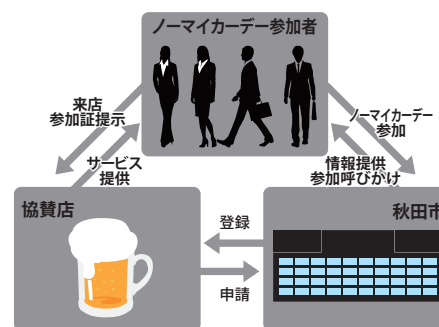 ノーマイカーデー参加者
来店
参加証提示
ノーマイカーデー
参加
サービス
提供
情報提供
参加呼びかけ
協賛店
秋田市
登録
申請